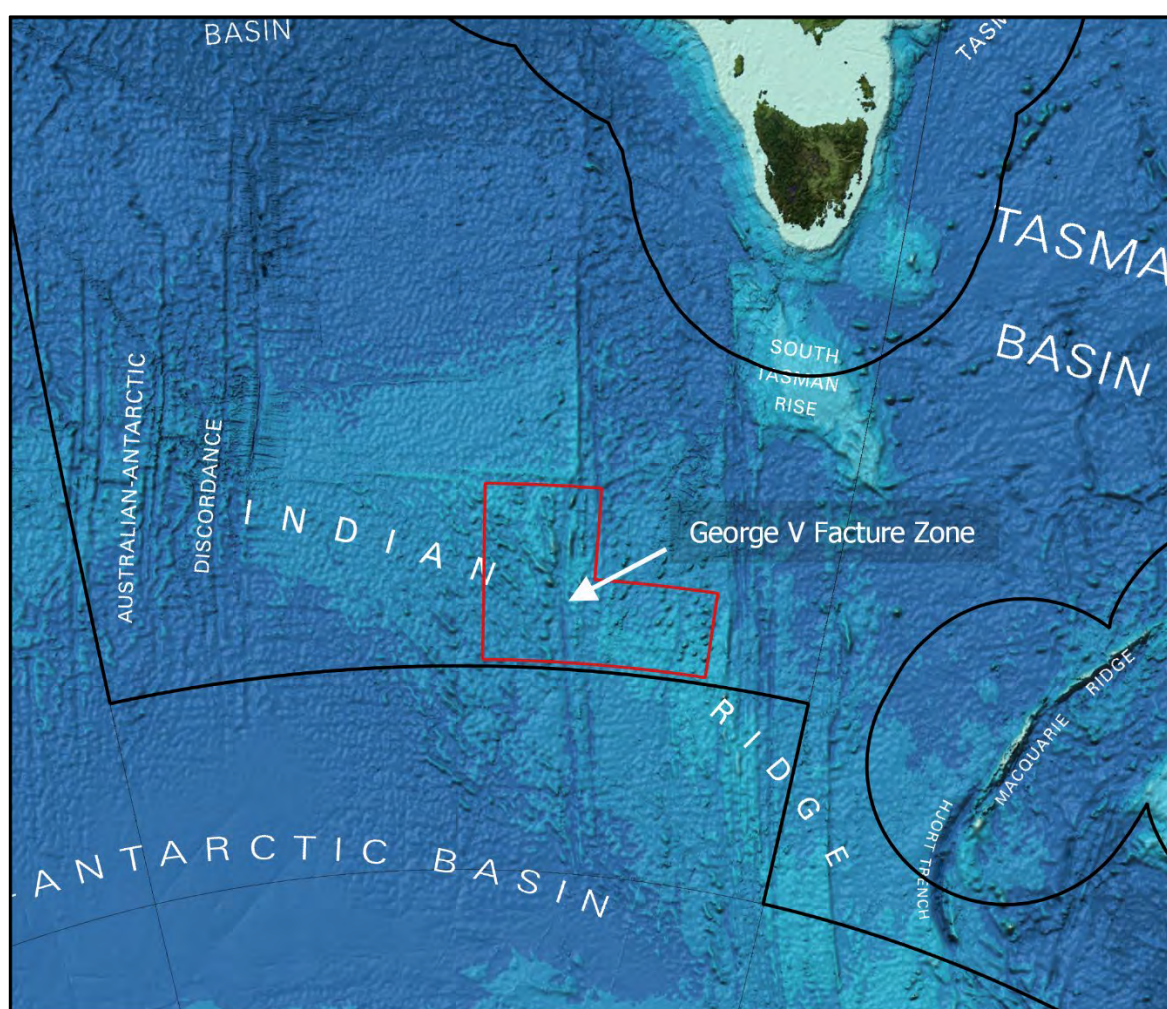 BASIN
TASM
TASMA
BASIN
SOUTH
TASMAN
RISE
AUSTRALIAN-ANTARCTIC
DISCORDANCE
INDIAN
George V Facture Zone
RIDGE
MACQUARIE RIDGE
HJORT TRENCH
-ANTARCTIC BASIN